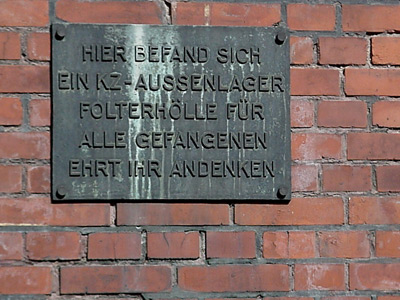 HIER BEFAND SICH
EIN KZ-AUSSENLAGER
FOLTERHÖLLE FÜR
ALLE GEFANGENEN
EHRT IHR ANDENKEN